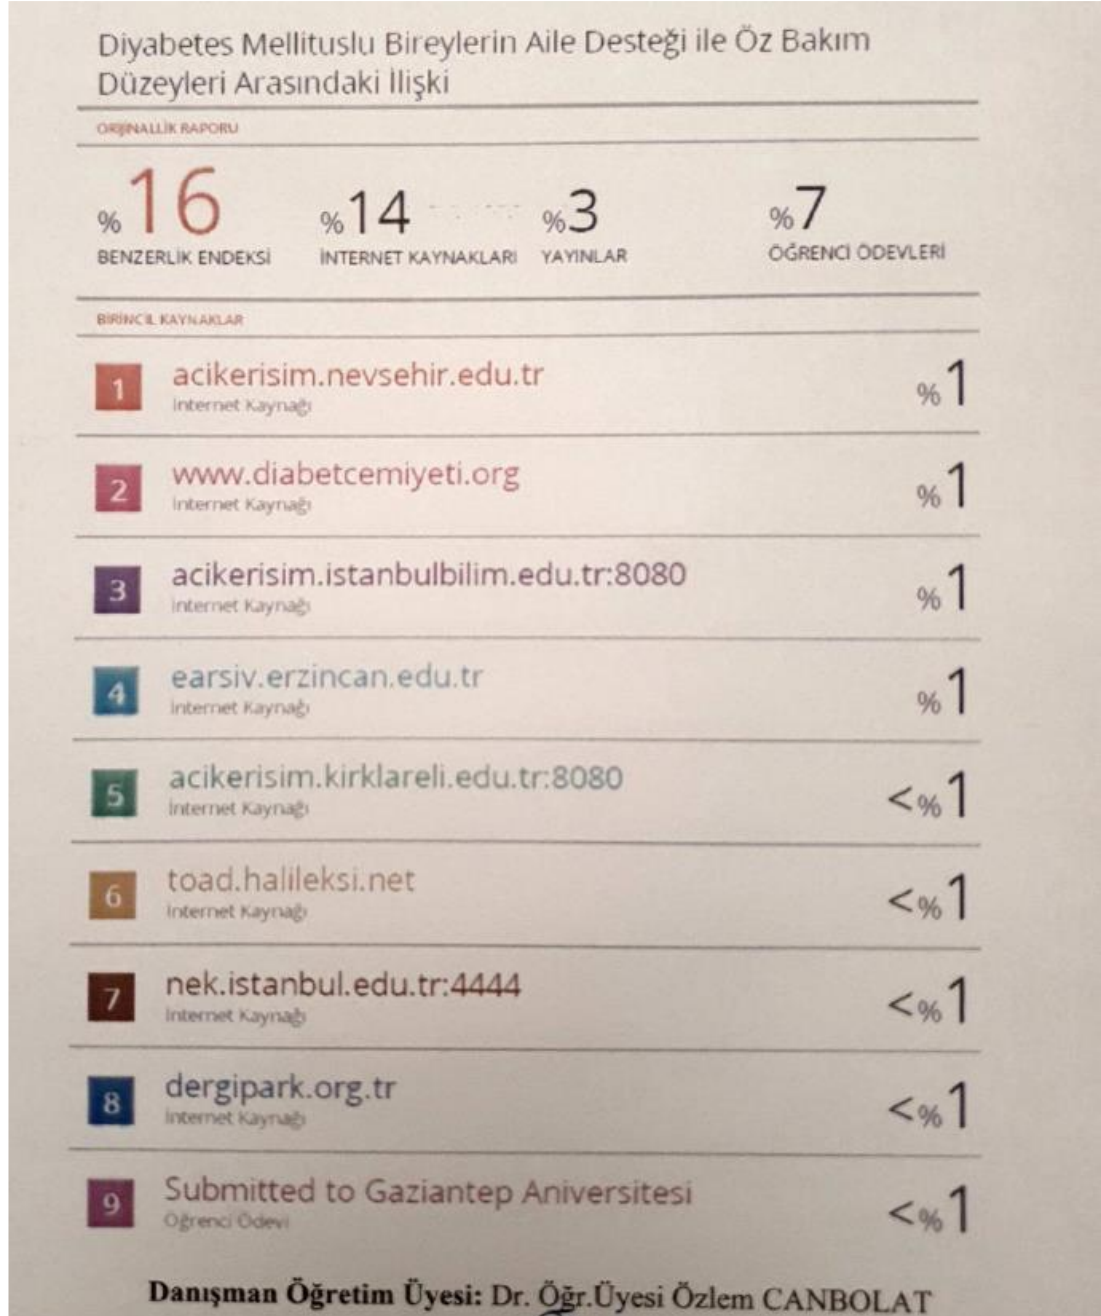 Diyabetes Mellituslu Bireylerin Aile Desteği ile Öz Bakım
Düzeyleri Arasındaki İlişki
ORIJINALLİK RAPORU
%16
BENZERLİK ENDEKSİ
%14
İNTERNET KAYNAKLARI
%3
YAYINLAR
%7
ÖĞRENCİ ÖDEVLERİ
BİRİNCİL KAYNAKLAR
1 acikerisim.nevsehir.edu.tr %1
İnternet Kaynağı
2 www.diabetcemiyeti.org %1
İnternet Kaynağı
3 acikerisim.istanbulbilim.edu.tr:8080 %1
İnternet Kaynağı
4 earsiv.erzincan.edu.tr %1
İnternet Kaynağı
5 acikerisim.kirklareli.edu.tr:8080 <%1
İnternet Kaynağı
6 toad.halileksi.net <%1
İnternet Kaynağı
7 nek.istanbul.edu.tr:4444 <%1
İnternet Kaynağı
8 dergipark.org.tr <%1
İnternet Kaynağı
9 Submitted to Gaziantep Aniversitesi <%1
Öğrenci Ödevi
Danışman Öğretim Üyesi: Dr. Öğr.Üyesi Özlem CANBOLAT